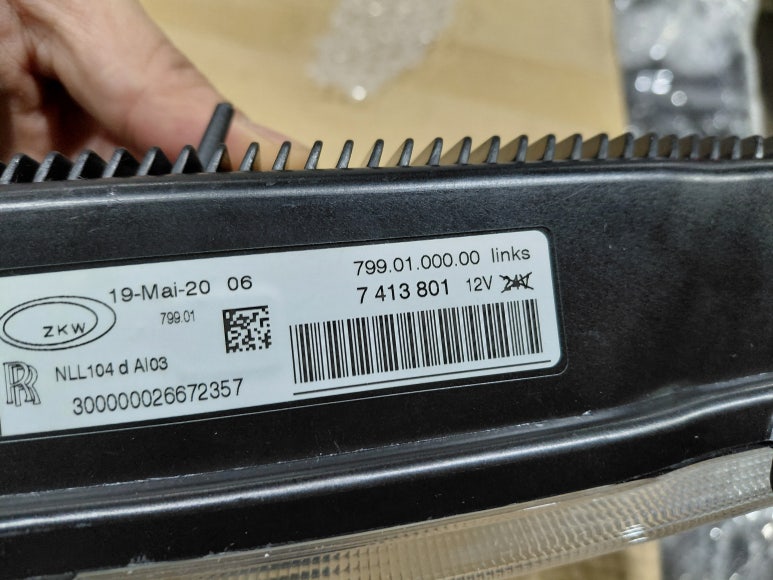 19-Mai-20 06
799.01.000.00 links
799.01
7 413 801 12V 24V
ZKW
RR
NLL104 d AI03
300000026672357